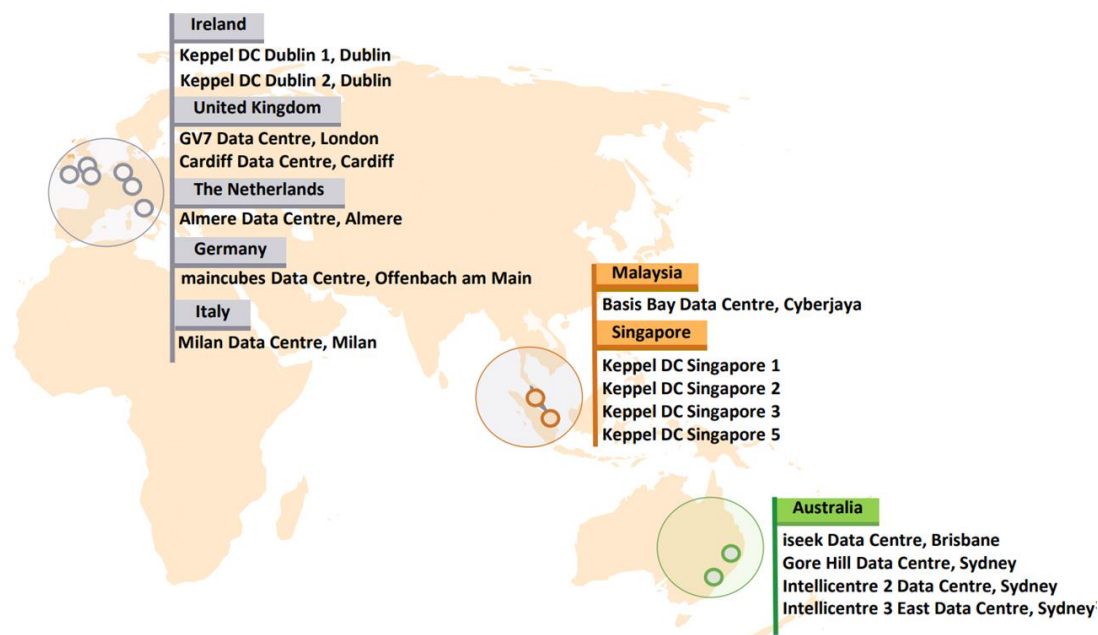 Ireland
Keppel DC Dublin 1, Dublin
Keppel DC Dublin 2, Dublin
United Kingdom
GV7 Data Centre, London
Cardiff Data Centre, Cardiff
The Netherlands
Almere Data Centre, Almere
Germany
maincubes Data Centre, Offenbach am Main
Italy
Milan Data Centre, Milan
Malaysia
Basis Bay Data Centre, Cyberjaya
Singapore
Keppel DC Singapore 1
Keppel DC Singapore 2
Keppel DC Singapore 3
Keppel DC Singapore 5
Australia
iseek Data Centre, Brisbane
Gore Hill Data Centre, Sydney
Intellicentre 2 Data Centre, Sydney
Intellicentre 3 East Data Centre, Sydney